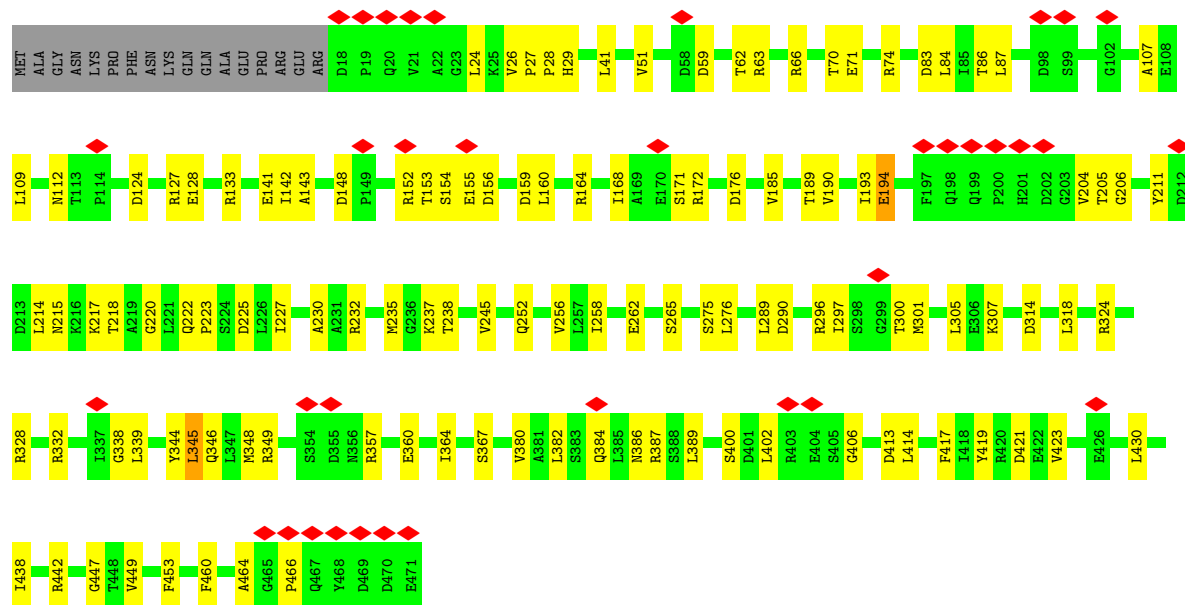 MET ALA GLY ASN LYS PRO PHE ASN LYS GLN GLN ALA GLU PRO ARG GLU ARG D18 P19 Q20 V21 A22 G23 L24 K25 V26 P27 P28 H29 L41 V51 D58 D59 T62 R63 R66 T70 E71 R74 D83 L84 I85 T86 L87 D98 S99 G102 A107 E108
L109 N112 T113 P114 D124 R127 E128 R133 E141 I142 A143 D148 P149 R152 T153 S154 E155 D156 D159 L160 R164 I168 A169 E170 S171 R172 D176 V185 T189 V190 I193 E194 F197 Q198 Q199 P200 H201 D202 G203 V204 T205 G206 Y211 D212
D213 L214 N215 K216 K217 T218 A219 G220 L221 Q222 P223 S224 D225 L226 I227 A230 A231 R232 M235 G236 K237 T238 V245 Q252 V256 L257 I258 E262 S265 S275 L276 L289 D290 R296 I297 S298 G299 T300 M301 L305 E306 K307 D314 L318 R324
R328 R332 I337 G338 L339 Y344 L345 Q346 L347 M348 R349 S354 D355 N356 R357 E360 I364 S367 V380 A381 L382 S383 Q384 L385 N386 R387 S388 L389 S400 D401 L402 R403 E404 S405 G406 D413 L414 F417 I418 Y419 R420 D421 E422 V423 E426 L430
I438 R442 G447 T448 V449 F453 F460 A464 G465 P466 Q467 Y468 D469 D470 E471